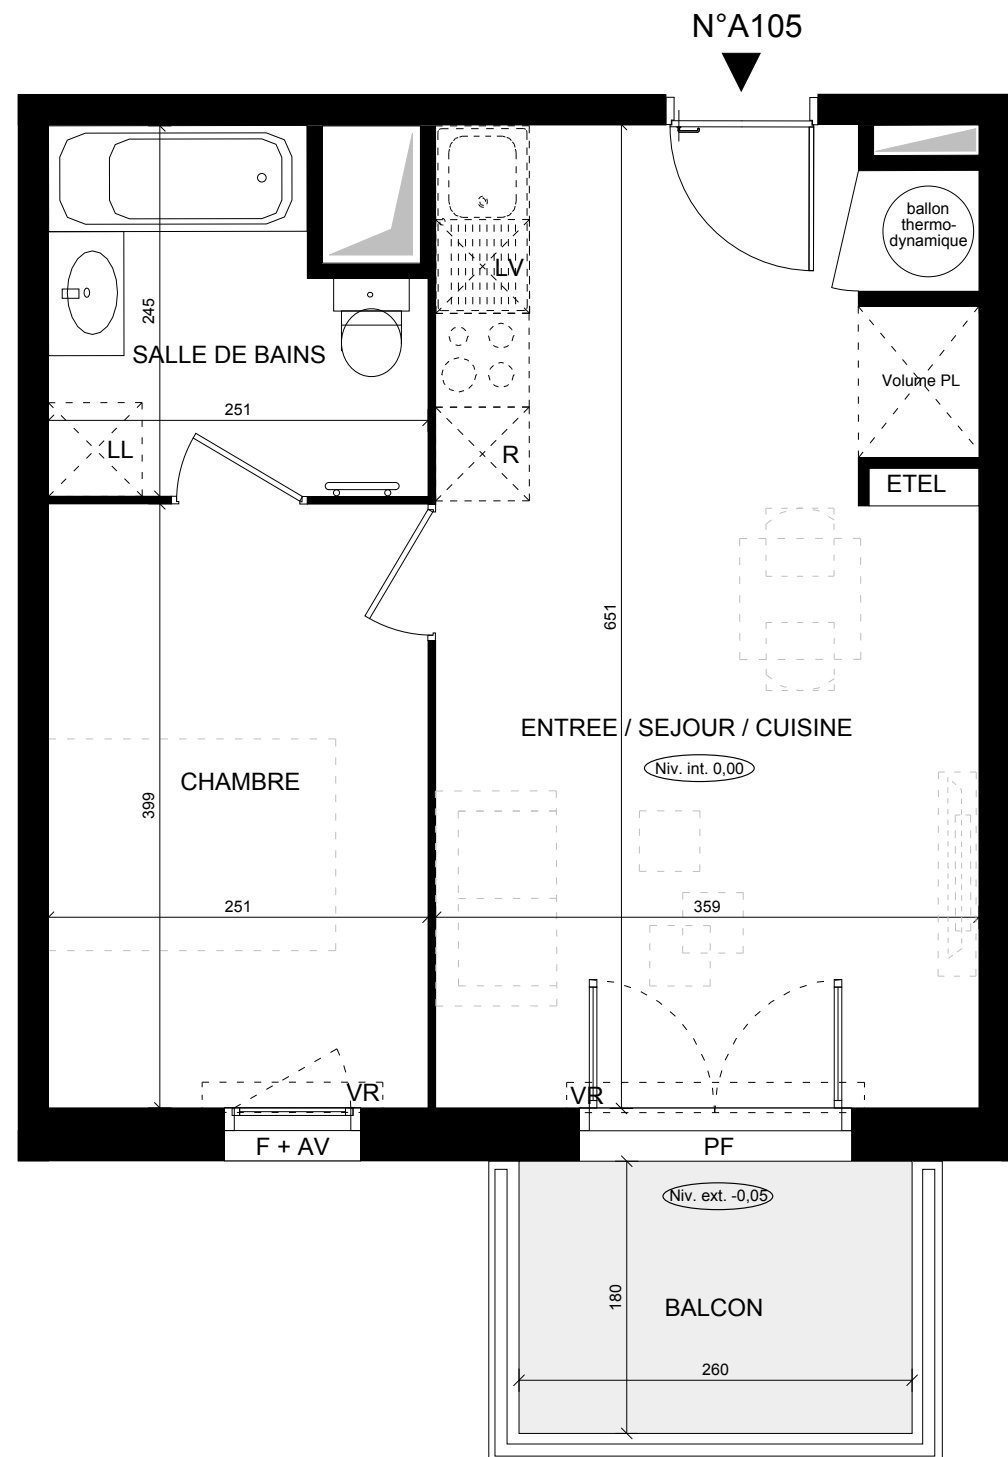 N°A105
ballon
thermo-
dynamique
LV
245
SALLE DE BAINS
Volume PL
251
LL
R
ETEL
651
ENTREE / SEJOUR / CUISINE
Niv. int. 0,00
CHAMBRE
399
251
359
VR
VR
F + AV
PF
Niv. ext. -0,05
180
BALCON
260